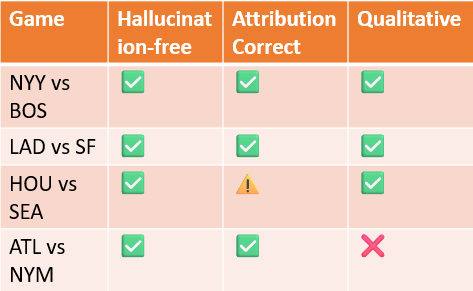 Game
Hallucinat
ion-free
Attribution
Correct
Qualitative
NYY vs
BOS
✅ ✅ ✅
LAD vs SF
✅ ✅ ✅
HOU vs
SEA
✅ ⚠️ ✅
ATL vs
NYM
✅ ✅ ❌